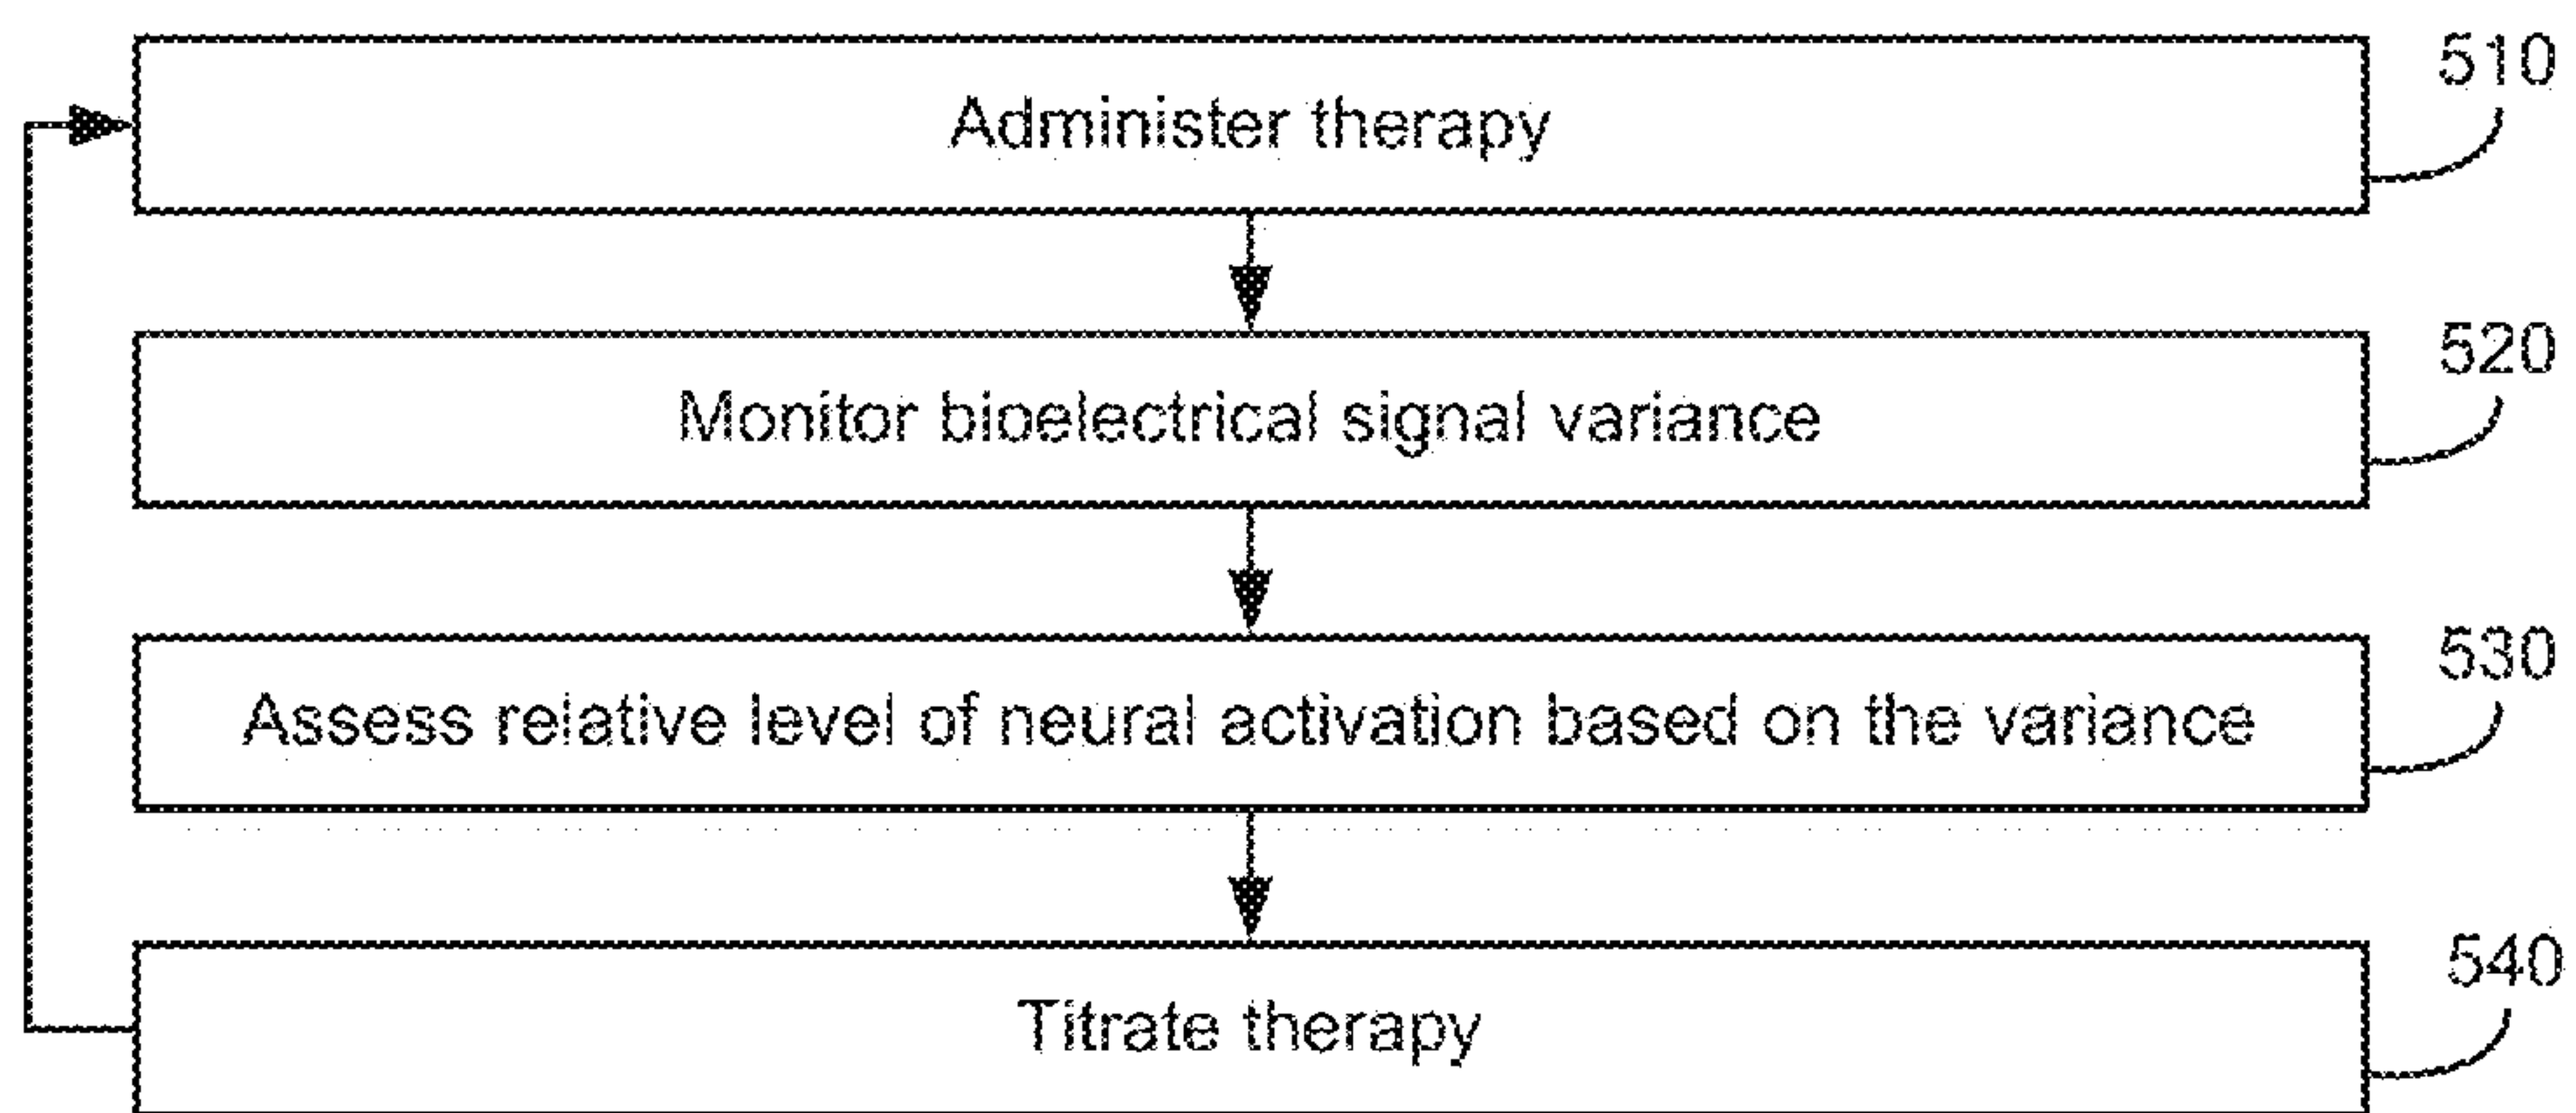 510
Administer therapy
520
Monitor bioelectrical signal variance
530
Assess relative level of neural activation based on the variance
540
Titrate therapy